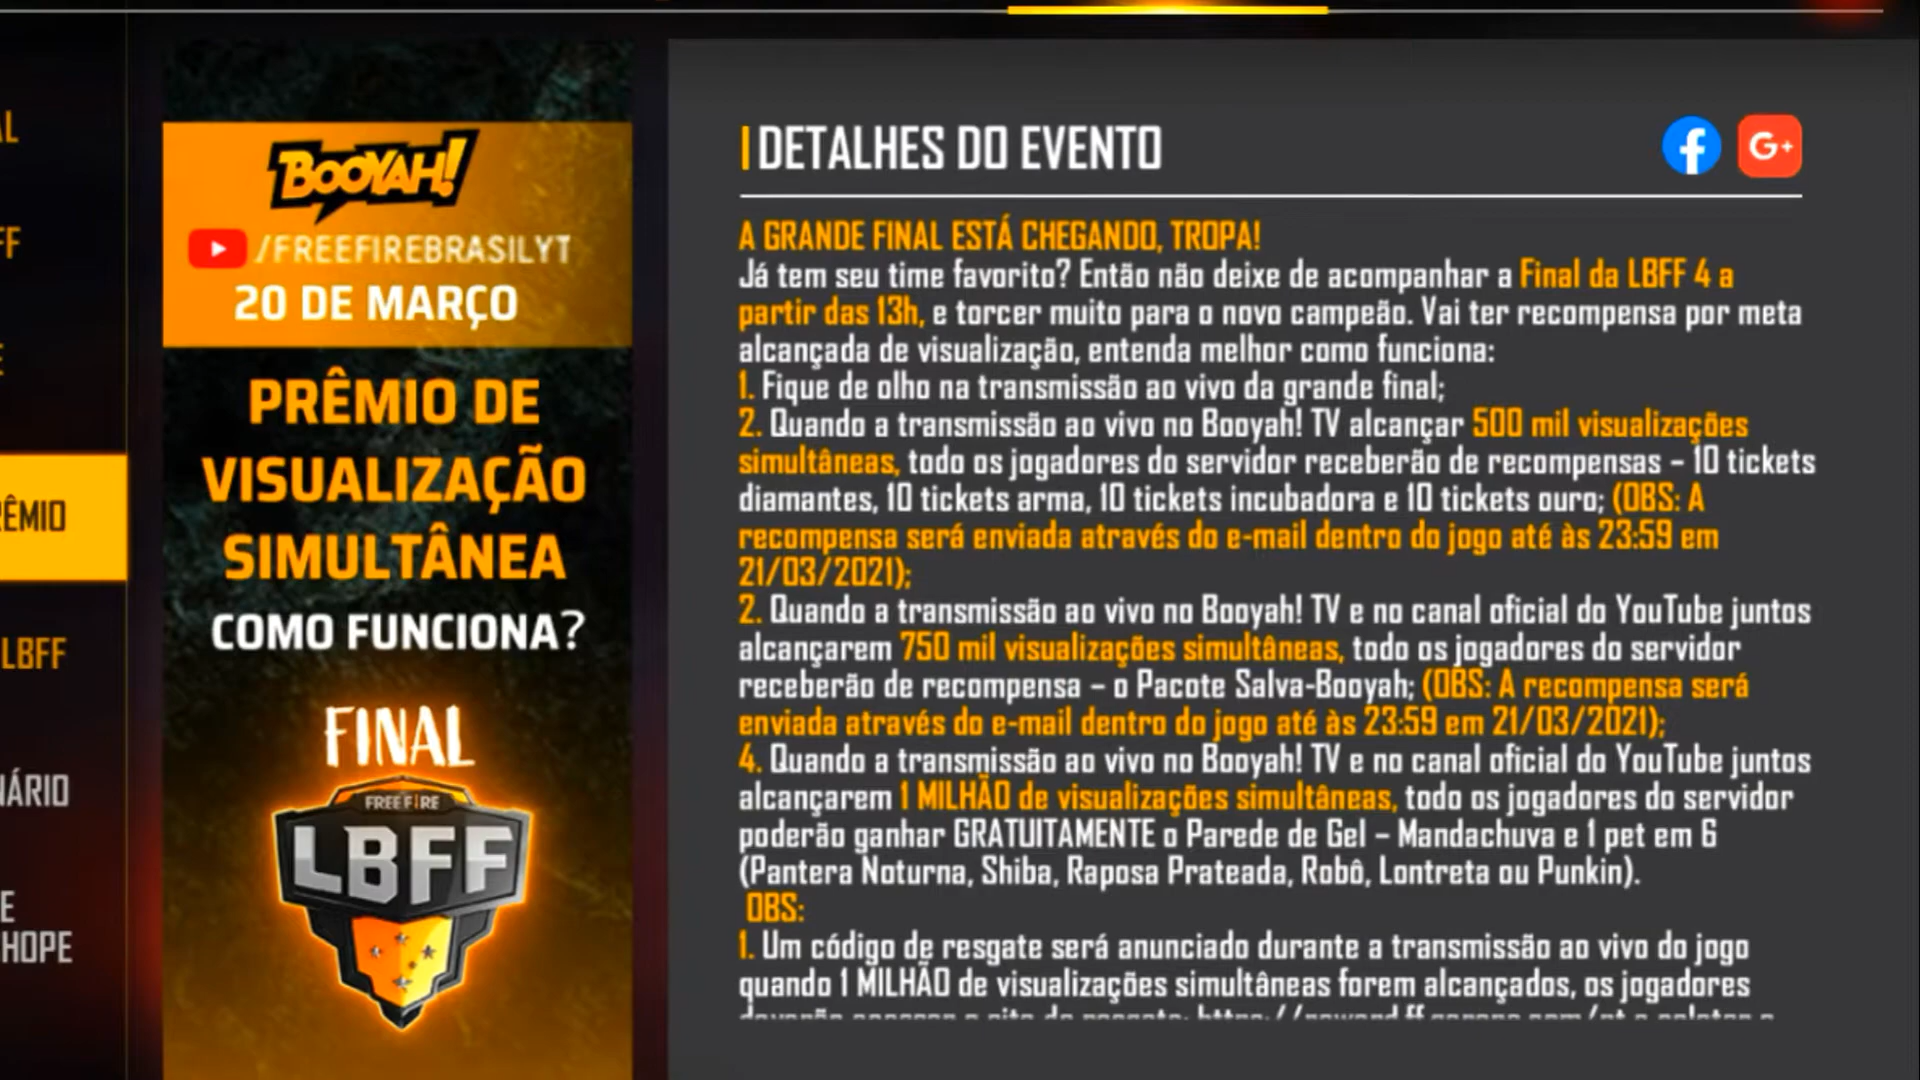 AL
FF
E
RÊMIO
LBFF
NÁRIO
E
HOPE
BOOYAH!
/FREEFIREBRASILYT
20 DE MARÇO
PRÊMIO DE
VISUALIZAÇÃO
SIMULTÂNEA
COMO FUNCIONA?
FINAL
FREE FIRE
LBFF
DETALHES DO EVENTO
f G+
A GRANDE FINAL ESTÁ CHEGANDO, TROPA!
Já tem seu time favorito? Então não deixe de acompanhar a Final da LBFF 4 a
partir das 13h, e torcer muito para o novo campeão. Vai ter recompensa por meta
alcançada de visualização, entenda melhor como funciona:
1. Fique de olho na transmissão ao vivo da grande final;
2. Quando a transmissão ao vivo no Booyah! TV alcançar 500 mil visualizações
simultâneas, todo os jogadores do servidor receberão de recompensas – 10 tickets
diamantes, 10 tickets arma, 10 tickets incubadora e 10 tickets ouro; (OBS: A
recompensa será enviada através do e-mail dentro do jogo até às 23:59 em
21/03/2021);
2. Quando a transmissão ao vivo no Booyah! TV e no canal oficial do YouTube juntos
alcançarem 750 mil visualizações simultâneas, todo os jogadores do servidor
receberão de recompensa – o Pacote Salva-Booyah; (OBS: A recompensa será
enviada através do e-mail dentro do jogo até às 23:59 em 21/03/2021);
4. Quando a transmissão ao vivo no Booyah! TV e no canal oficial do YouTube juntos
alcançarem 1 MILHÃO de visualizações simultâneas, todo os jogadores do servidor
poderão ganhar GRATUITAMENTE o Parede de Gel – Mandachuva e 1 pet em 6
(Pantera Noturna, Shiba, Raposa Prateada, Robô, Lontreta ou Punkin).
OBS:
1. Um código de resgate será anunciado durante a transmissão ao vivo do jogo
quando 1 MILHÃO de visualizações simultâneas forem alcançados, os jogadores